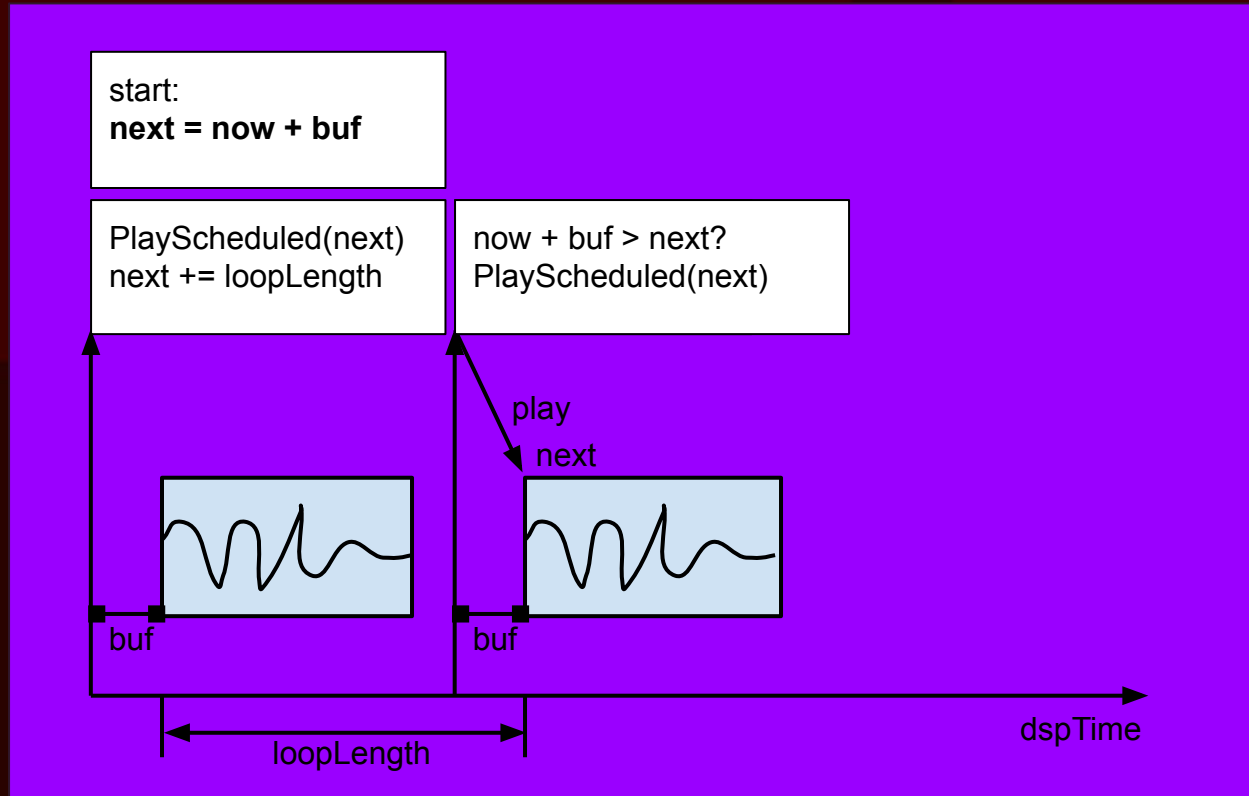 start:
next = now + buf
PlayScheduled(next)
next += loopLength
now + buf > next?
PlayScheduled(next)
play
next
buf
buf
loopLength
dspTime